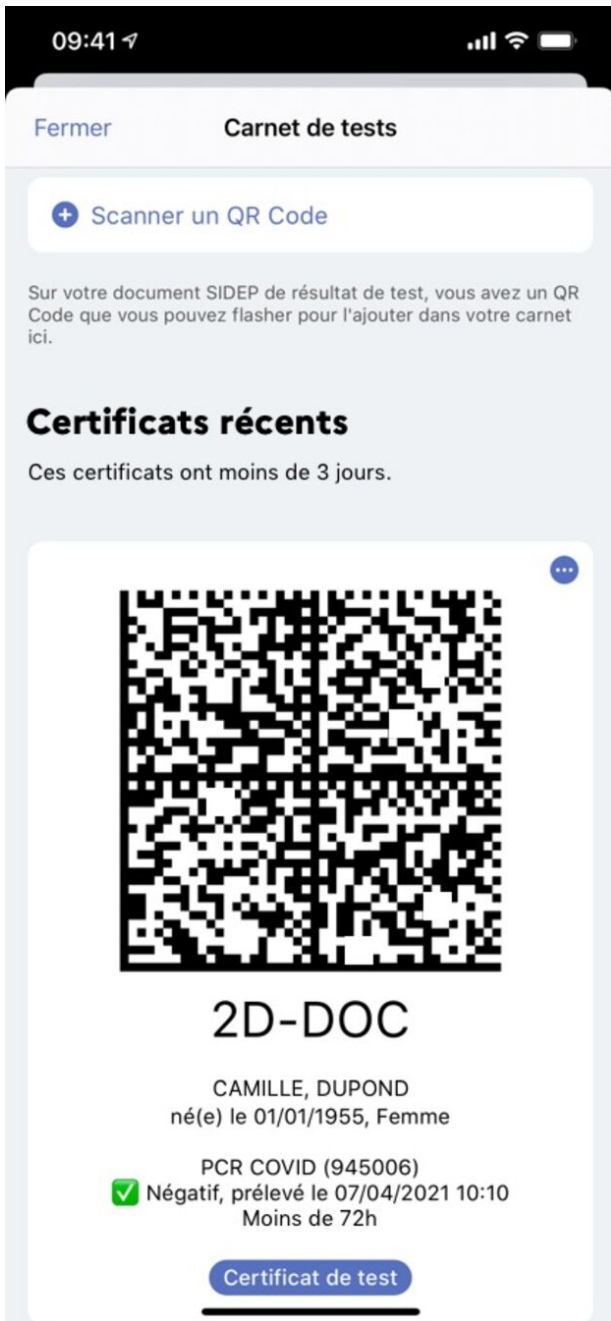 09:41
Fermer
Carnet de tests
Scanner un QR Code
Sur votre document SIDEP de résultat de test, vous avez un QR
Code que vous pouvez flasher pour l'ajouter dans votre carnet
ici.
Certificats récents
Ces certificats ont moins de 3 jours.
2D-DOC
CAMILLE, DUPOND
né(e) le 01/01/1955, Femme
PCR COVID (945006)
Négatif, prélevé le 07/04/2021 10:10
Moins de 72h
Certificat de test